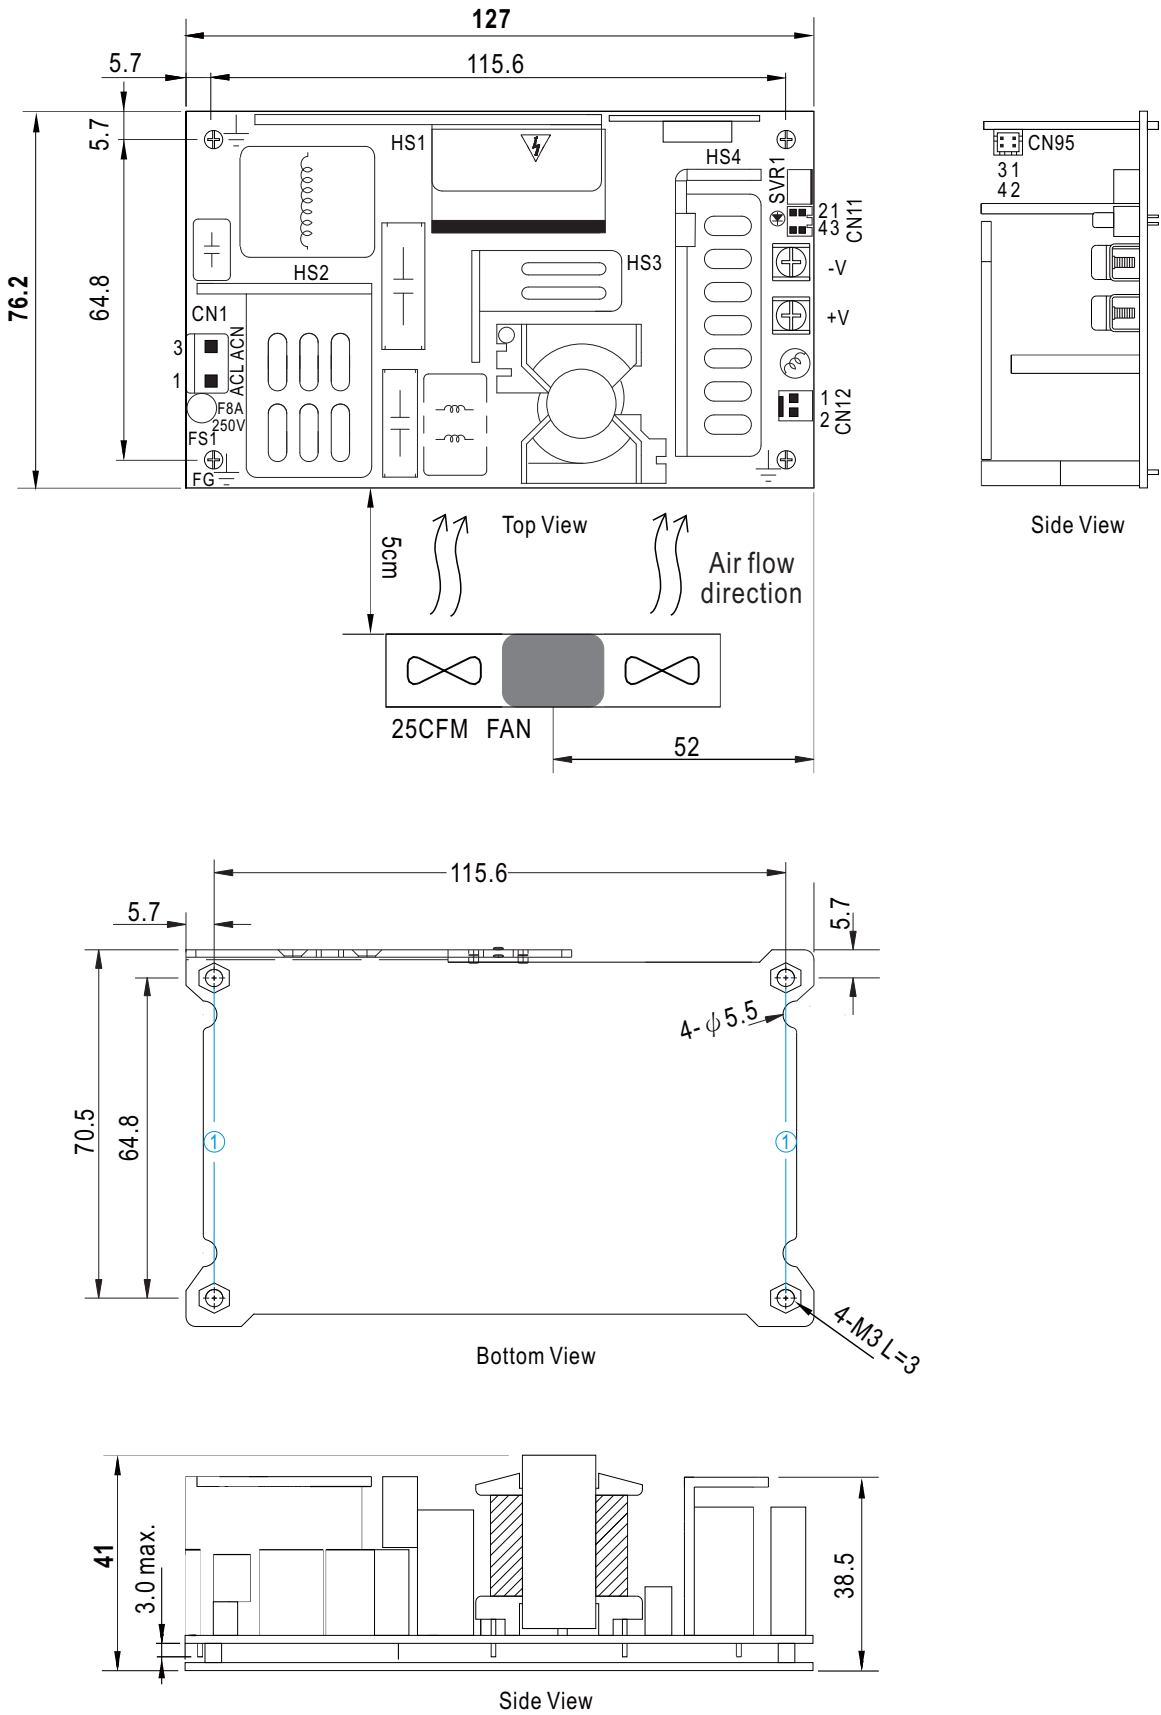 127
5.7
115.6
5.7
64.8
76.2
HS1
HS4
SVR1
21
43
CN11
HS2
HS3
-V
+V
CN1
3
1
ACL ACN
F8A
250V
FS1
FG
1
2
CN12
CN95
31
42
Top View
Side View
5cm
Air flow
direction
25CFM FAN
52
115.6
5.7
5.7
4-φ5.5
70.5
64.8
1
1
4-M3 L=3
Bottom View
41
3.0 max.
38.5
Side View